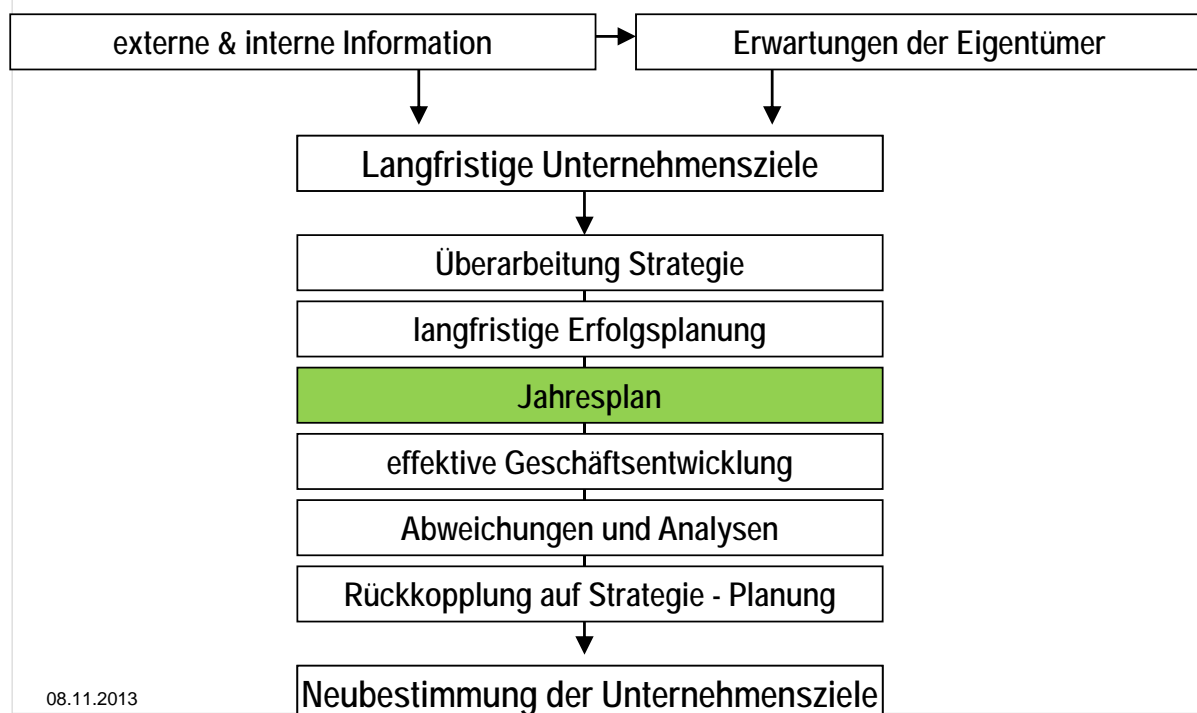 externe & interne Information
Erwartungen der Eigentümer
Langfristige Unternehmensziele
Überarbeitung Strategie
langfristige Erfolgsplanung
Jahresplan
effektive Geschäftsentwicklung
Abweichungen und Analysen
Rückkopplung auf Strategie - Planung
Neubestimmung der Unternehmensziele
08.11.2013